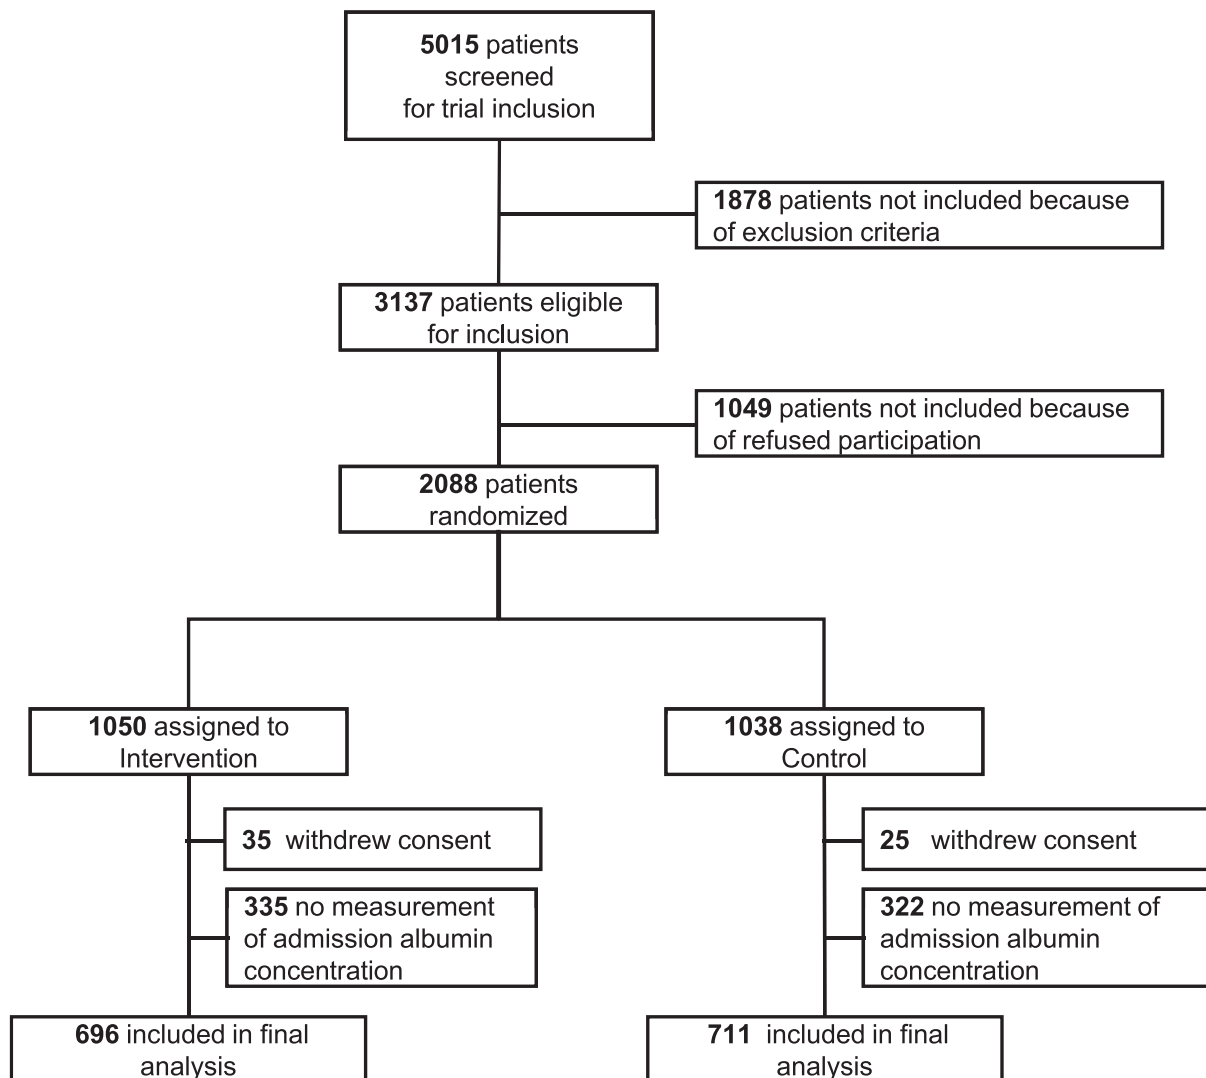 5015 patients
screened
for trial inclusion
1878 patients not included because
of exclusion criteria
3137 patients eligible
for inclusion
1049 patients not included because
of refused participation
2088 patients
randomized
1050 assigned to
Intervention
1038 assigned to
Control
35 withdrew consent
25 withdrew consent
335 no measurement
of admission albumin
concentration
322 no measurement of
admission albumin
concentration
696 included in final
analysis
711 included in final
analysis